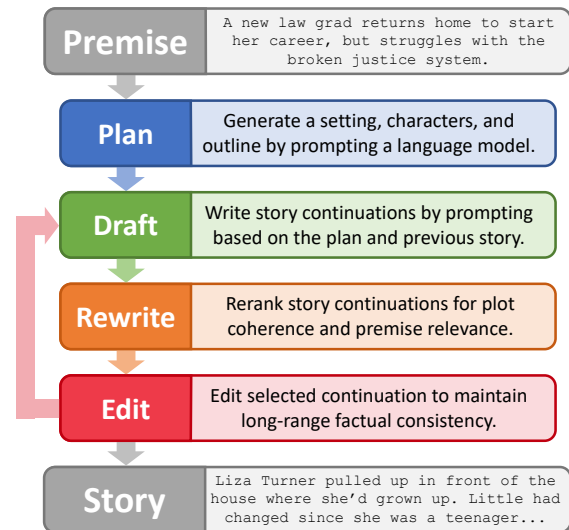 Premise
A new law grad returns home to start
her career, but struggles with the
broken justice system.
Plan
Generate a setting, characters, and
outline by prompting a language model.
Draft
Write story continuations by prompting
based on the plan and previous story.
Rewrite
Rerank story continuations for plot
coherence and premise relevance.
Edit
Edit selected continuation to maintain
long-range factual consistency.
Story
Liza Turner pulled up in front of the
house where she’d grown up. Little had
changed since she was a teenager...